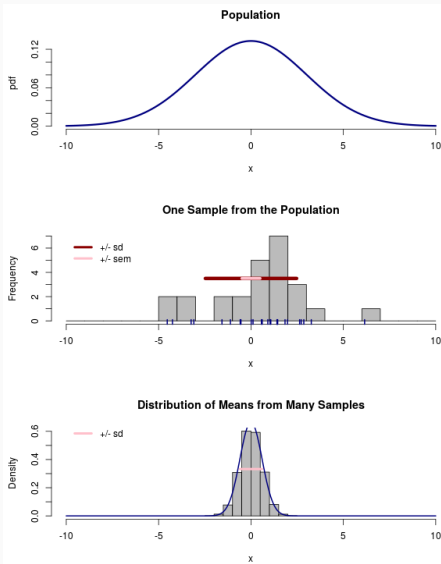 Population
pdf
0.12
0.06
0.00
-10 -5 0 5 10
x
One Sample from the Population
+/- sd
+/- sem
Frequency
6
4
2
0
-10 -5 0 5 10
x
Distribution of Means from Many Samples
+/- sd
Density
0.6
0.4
0.2
0.0
-10 -5 0 5 10
x